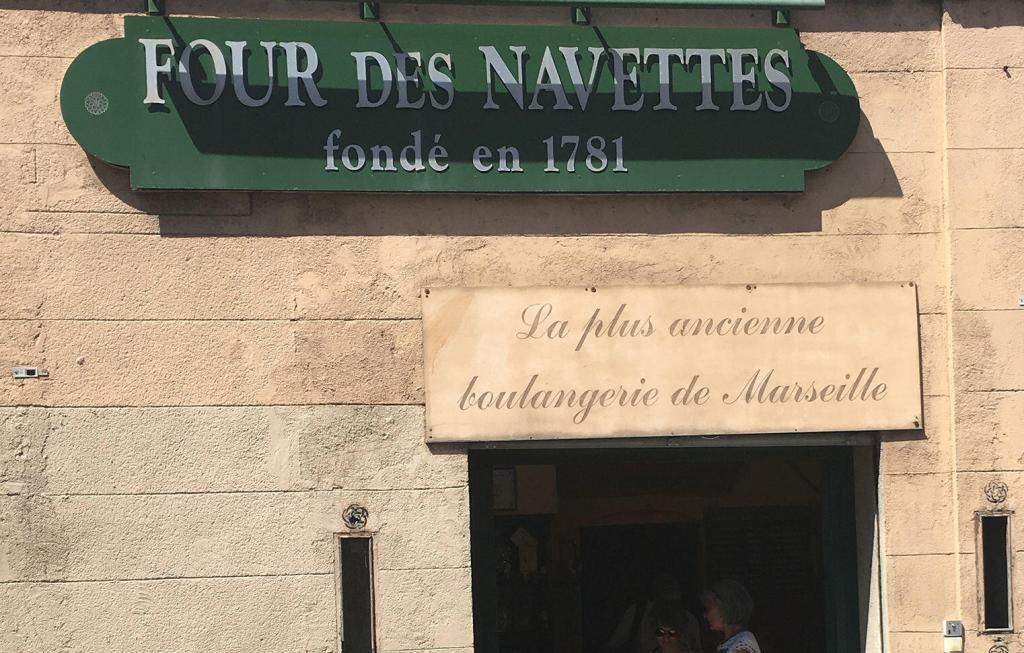 FOUR DES NAVETTES
fondé en 1781
La plus ancienne
boulangerie de Marseille